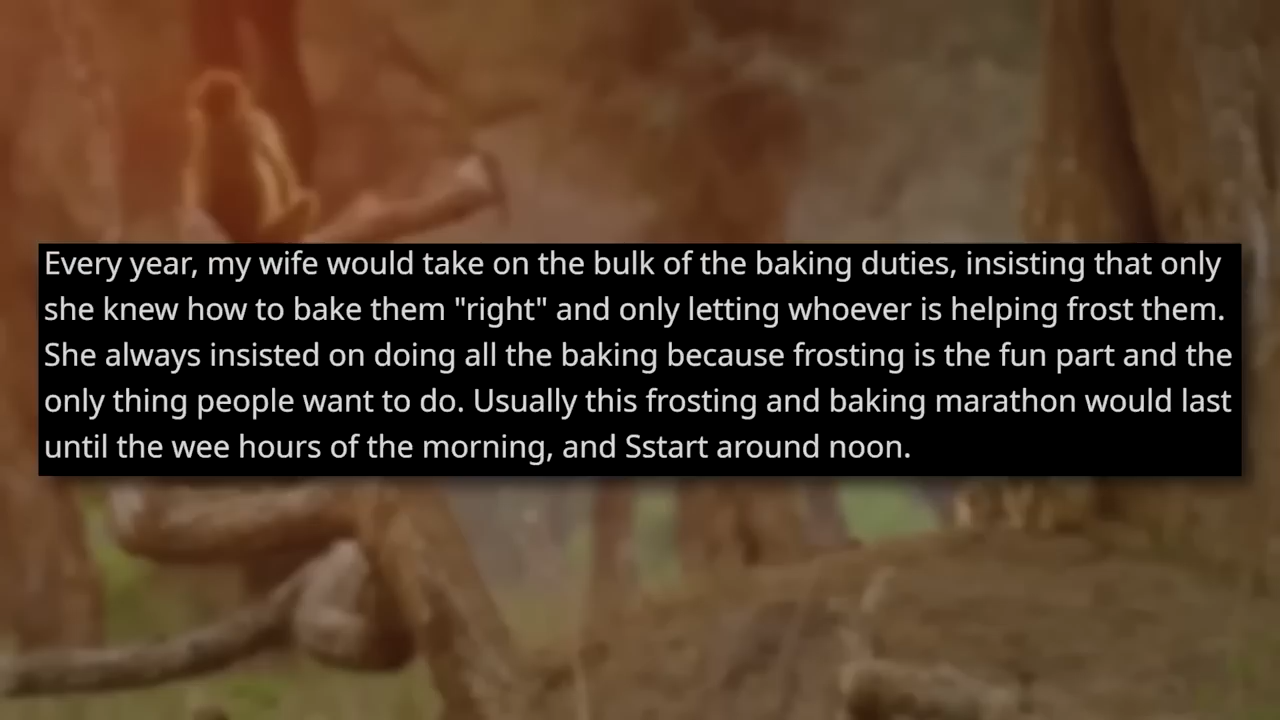 Every year, my wife would take on the bulk of the baking duties, insisting that only
she knew how to bake them "right" and only letting whoever is helping frost them.
She always insisted on doing all the baking because frosting is the fun part and the
only thing people want to do. Usually this frosting and baking marathon would last
until the wee hours of the morning, and Sstart around noon.